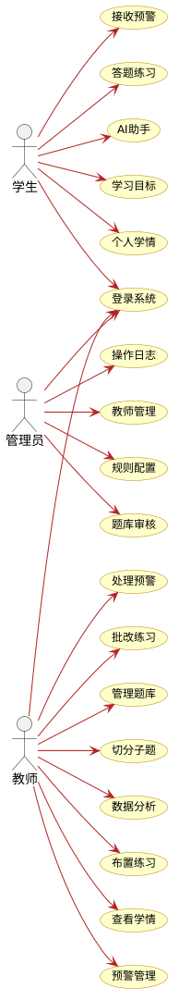 接收预警
答题练习
AI助手
学生
学习目标
个人学情
登录系统
操作日志
管理员
教师管理
规则配置
题库审核
处理预警
批改练习
管理题库
教师
切分子题
数据分析
布置练习
查看学情
预警管理